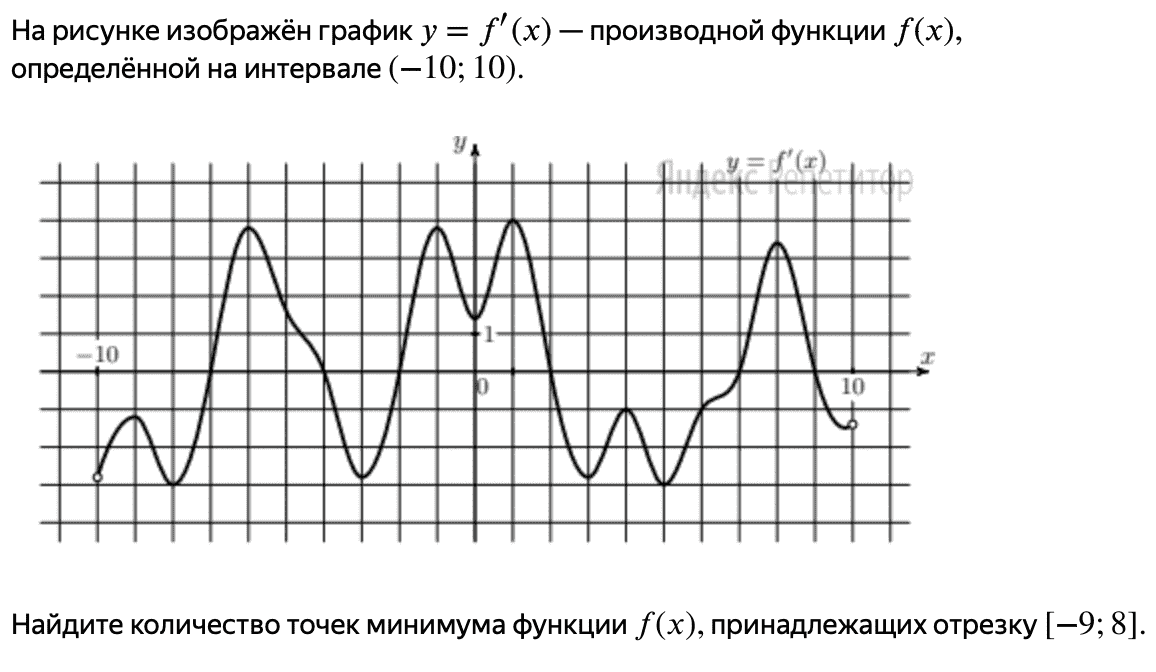 На рисунке изображён график y = f′(x) — производной функции f(x),
определённой на интервале (−10; 10).
y
y = f′(x)
Яндекс Репетитор
1
−10
x
0
10
Найдите количество точек минимума функции f(x), принадлежащих отрезку [−9; 8].